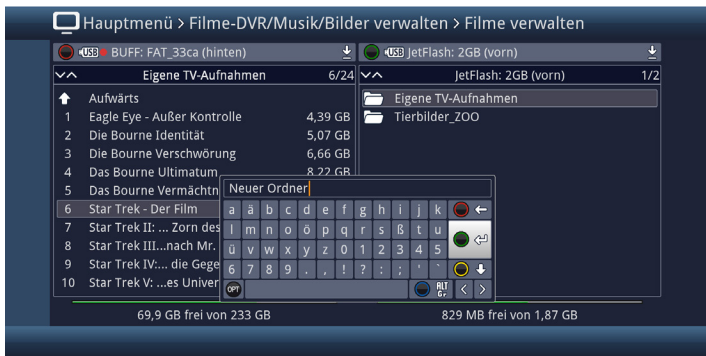 Hauptmenü > Filme-DVR/Musik/Bilder verwalten > Filme verwalten
USB BUFF: FAT_33ca (hinten)
USB JetFlash: 2GB (vorn)
Eigene TV-Aufnahmen 6/24
JetFlash: 2GB (vorn) 1/2
Aufwärts
1 Eagle Eye - Außer Kontrolle 4,39 GB
2 Die Bourne Identität 5,07 GB
3 Die Bourne Verschwörung 6,66 GB
4 Das Bourne Ultimatum 8,22 GB
5 Das Bourne Vermächtn
6 Star Trek - Der Film
7 Star Trek II: ... Zorn des
8 Star Trek III...nach Mr.
9 Star Trek IV:... die Gege
10 Star Trek V: ...es Univer
Eigene TV-Aufnahmen
Tierbilder_ZOO
Neuer Ordner
a ä b c d e f g h i j k
l m n o ö p q r s ß t u
ü v w x y z 0 1 2 3 4 5
6 7 8 9 . , ! ? : ; ' `
OPT ALT Gr < >
69,9 GB frei von 233 GB
829 MB frei von 1,87 GB